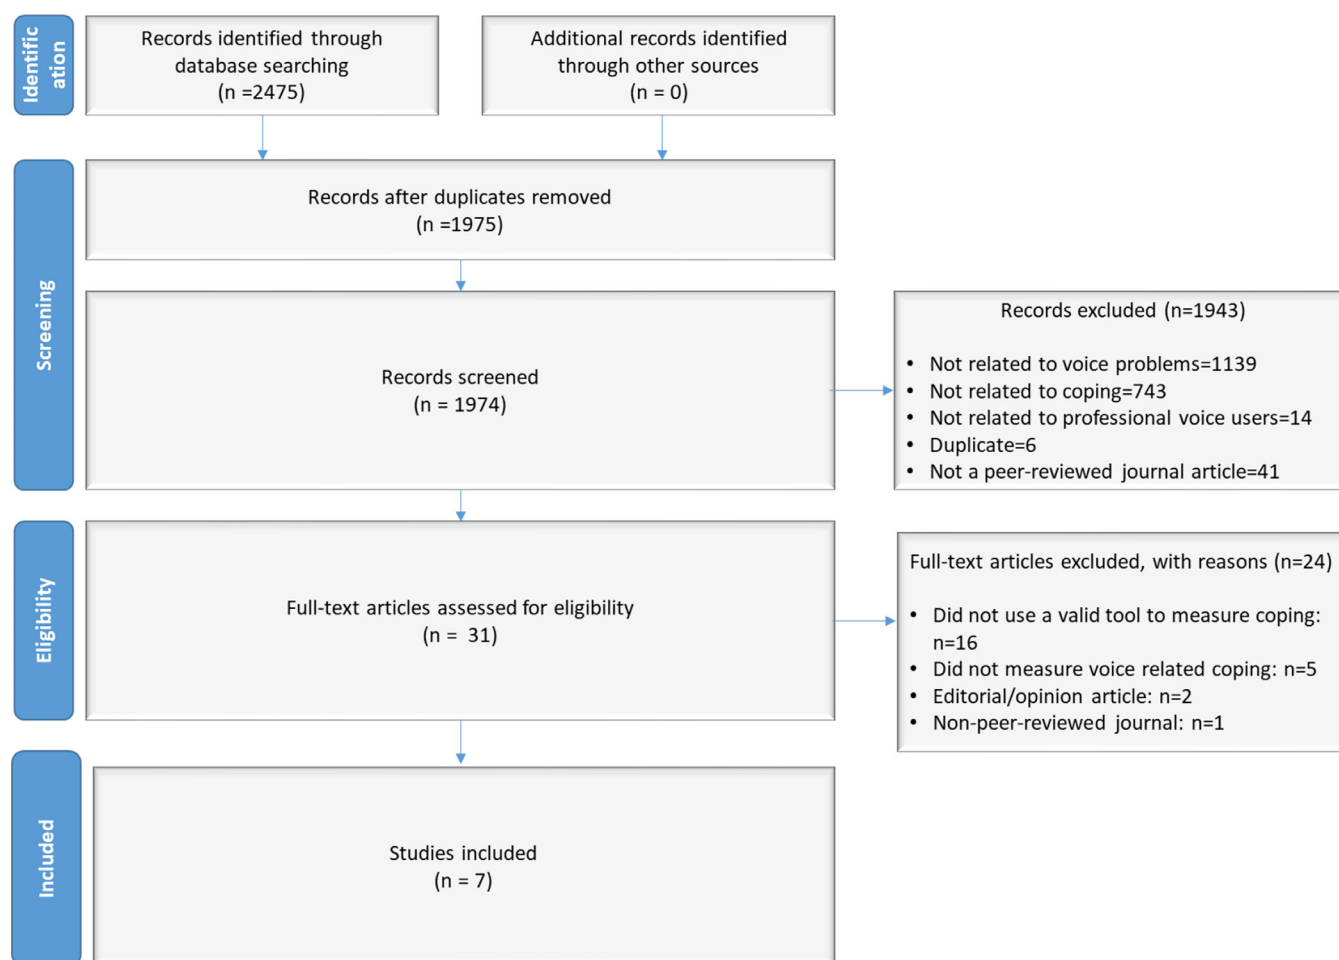 Identific
ation
Records identified through
database searching
(n =2475)
Additional records identified
through other sources
(n = 0)
Screening
Records after duplicates removed
(n =1975)
Records screened
(n = 1974)
Records excluded (n=1943)
• Not related to voice problems=1139
• Not related to coping=743
• Not related to professional voice users=14
• Duplicate=6
• Not a peer-reviewed journal article=41
Eligibility
Full-text articles assessed for eligibility
(n = 31)
Full-text articles excluded, with reasons (n=24)
• Did not use a valid tool to measure coping:
n=16
• Did not measure voice related coping: n=5
• Editorial/opinion article: n=2
• Non-peer-reviewed journal: n=1
Included
Studies included
(n = 7)